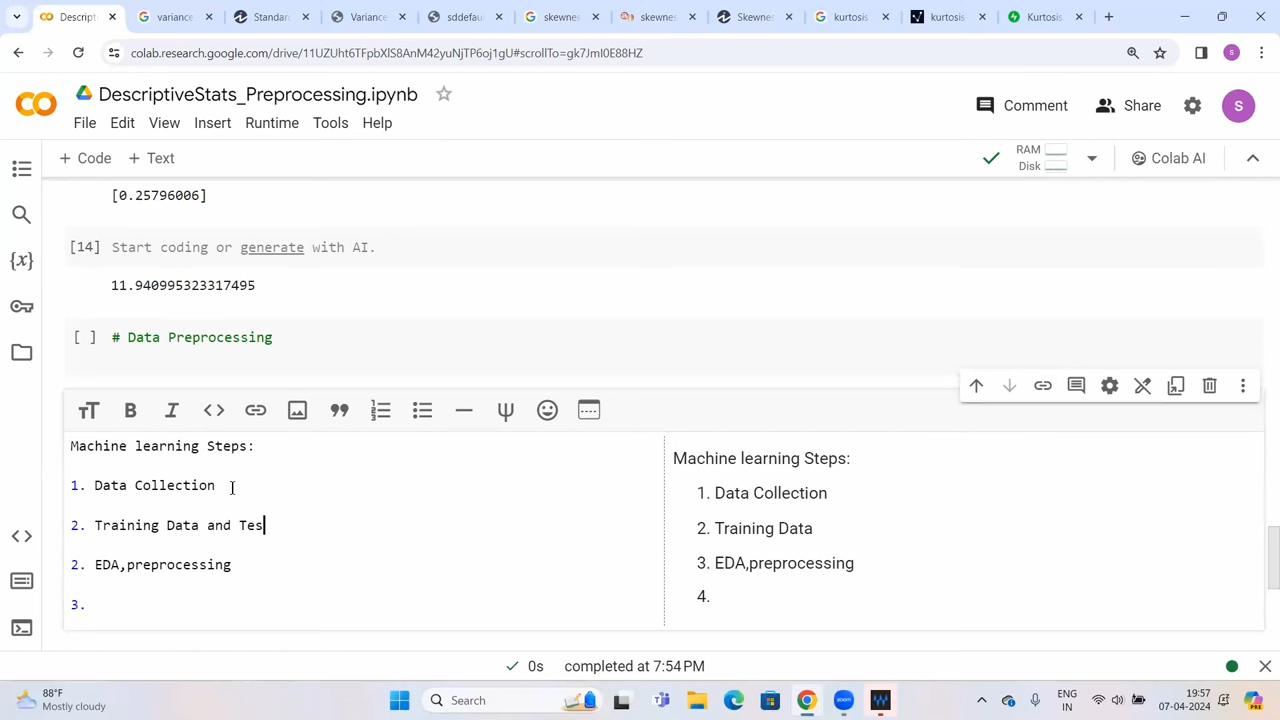 Descript
variance
Standard
Variance
sddefau
skewnes
skewnes
Skewnes
kurtosis
kurtosis
Kurtosis
colab.research.google.com/drive/11UZUht6TFpbXlS8AnM42yuNjTP6oj1gU#scrollTo=gk7JmI0E88HZ
S
DescriptiveStats_Preprocessing.ipynb
Comment
Share
S
File Edit View Insert Runtime Tools Help
+ Code + Text
RAM
Disk
Colab AI
[0.25796006]
[14] Start coding or generate with AI.
11.940995323317495
[ ] # Data Preprocessing
Machine learning Steps:
1. Data Collection
2. Training Data and Tes
2. EDA,preprocessing
3.
Machine learning Steps:
1. Data Collection
2. Training Data
3. EDA,preprocessing
4.
0s completed at 7:54 PM
88°F
Mostly cloudy
Search
ENG
IN
19:57
07-04-2024